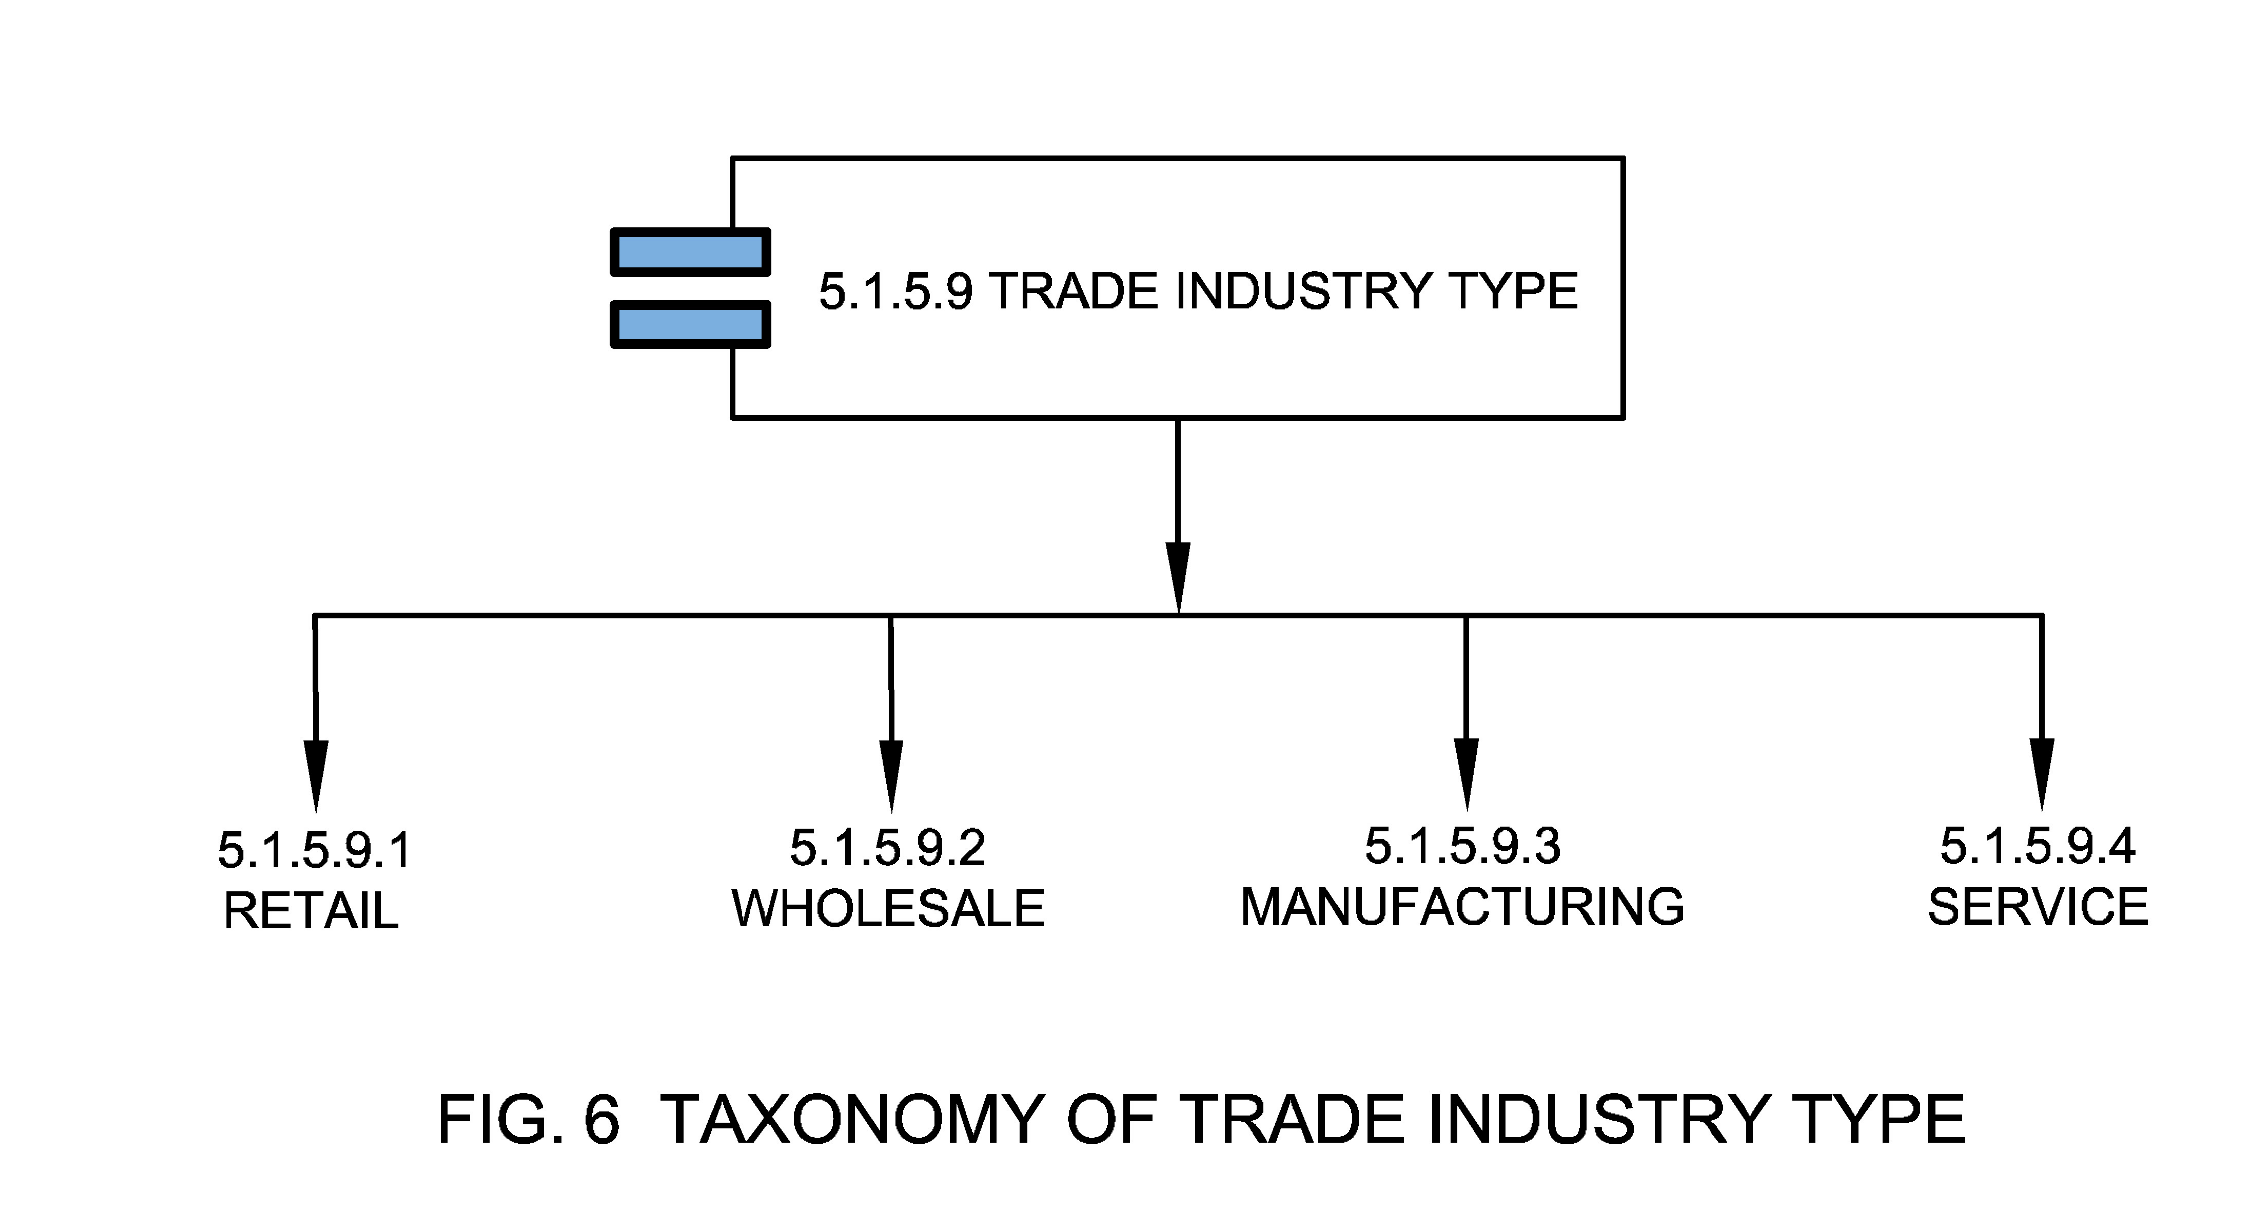 5.1.5.9 TRADE INDUSTRY TYPE
5.1.5.9.1
RETAIL
5.1.5.9.2
WHOLESALE
5.1.5.9.3
MANUFACTURING
5.1.5.9.4
SERVICE
FIG. 6  TAXONOMY OF TRADE INDUSTRY TYPE